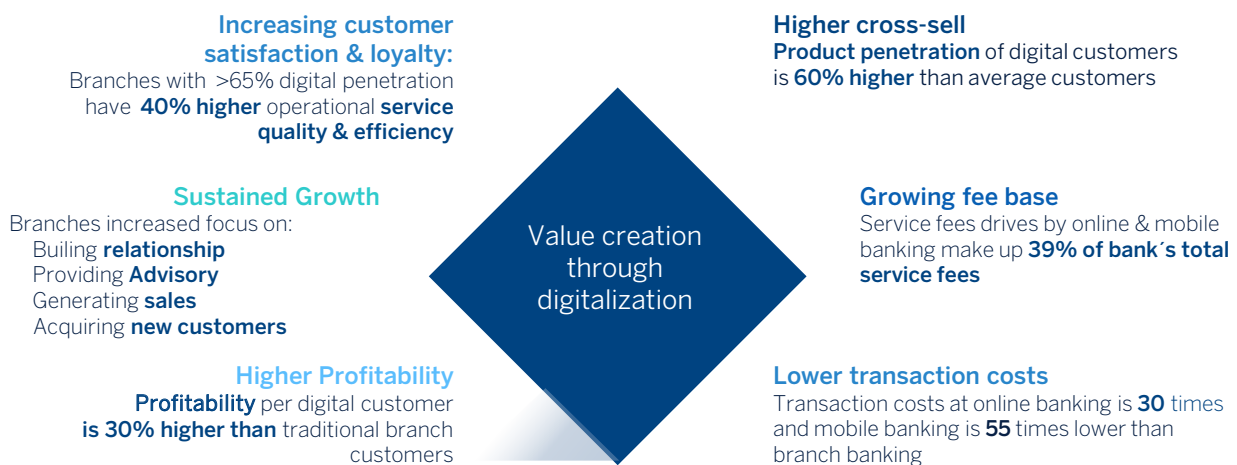 Increasing customer
satisfaction & loyalty:
Branches with >65% digital penetration
have 40% higher operational service
quality & efficiency
Sustained Growth
Branches increased focus on:
Builing relationship
Providing Advisory
Generating sales
Acquiring new customers
Higher Profitability
Profitability per digital customer
is 30% higher than traditional branch
customers
Value creation
through
digitalization
Higher cross-sell
Product penetration of digital customers
is 60% higher than average customers
Growing fee base
Service fees drives by online & mobile
banking make up 39% of bank´s total
service fees
Lower transaction costs
Transaction costs at online banking is 30 times
and mobile banking is 55 times lower than
branch banking